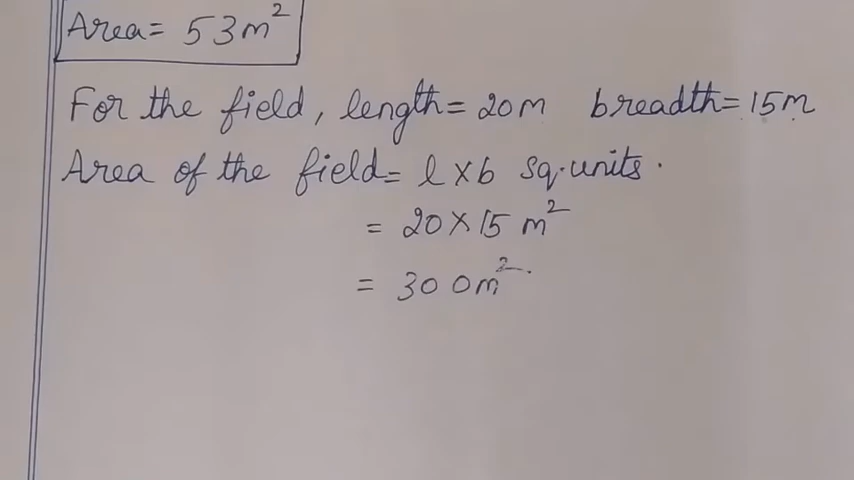 Area = 53m²
For the field, length = 20m breadth = 15m
Area of the field = l × b sq.units.
= 20 × 15 m²
= 300m².